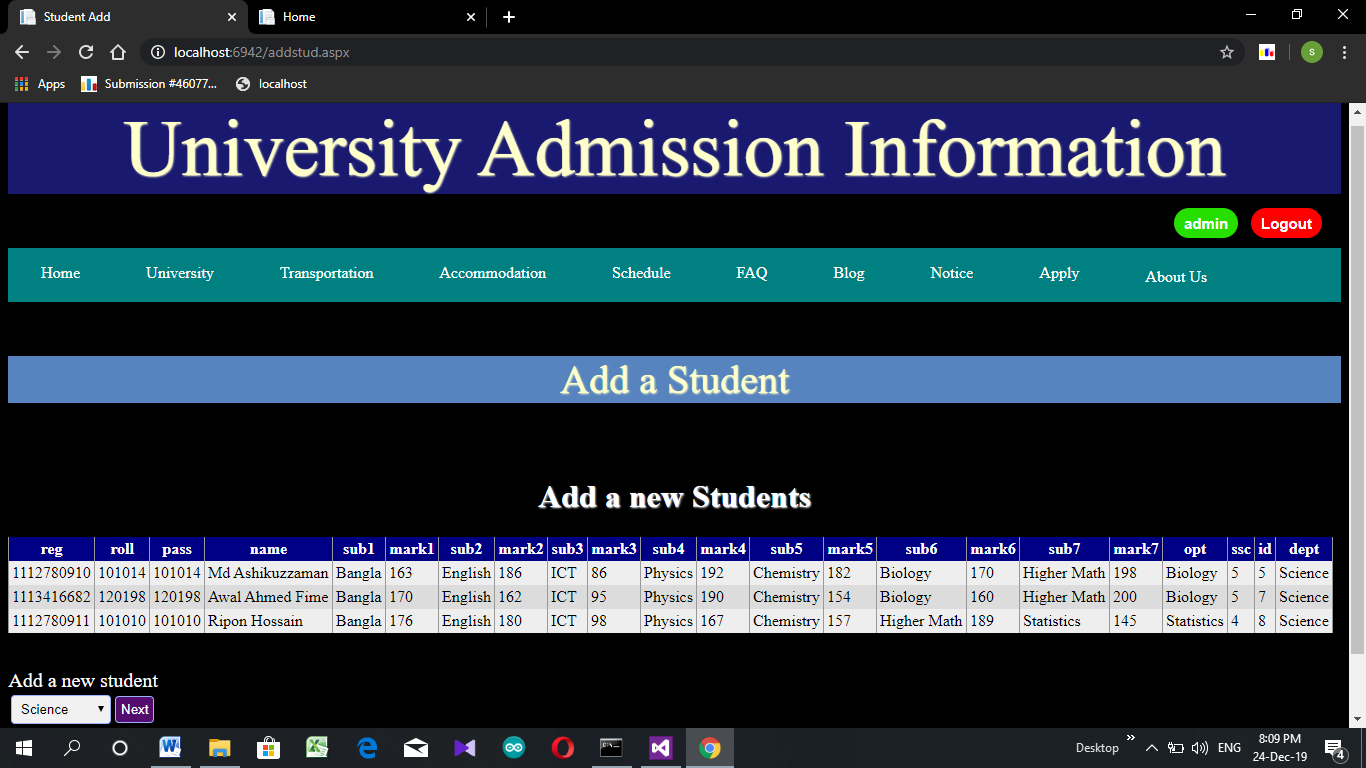 Student Add
Home
localhost:6942/addstud.aspx
s
Apps
Submission #46077...
localhost
University Admission Information
admin Logout
Home University Transportation Accommodation Schedule FAQ Blog Notice Apply About Us
Add a Student
Add a new Students
reg roll pass name sub1 mark1 sub2 mark2 sub3 mark3 sub4 mark4 sub5 mark5 sub6 mark6 sub7 mark7 opt ssc id dept
1112780910 101014 101014 Md Ashikuzzaman Bangla 163 English 186 ICT 86 Physics 192 Chemistry 182 Biology 170 Higher Math 198 Biology 5 5 Science
1113416682 120198 120198 Awal Ahmed Fime Bangla 170 English 162 ICT 95 Physics 190 Chemistry 154 Biology 160 Higher Math 200 Biology 5 7 Science
1112780911 101010 101010 Ripon Hossain Bangla 176 English 180 ICT 98 Physics 167 Chemistry 157 Higher Math 189 Statistics 145 Statistics 4 8 Science
Add a new student
Science Next
Desktop » ENG 8:09 PM
24-Dec-19 4